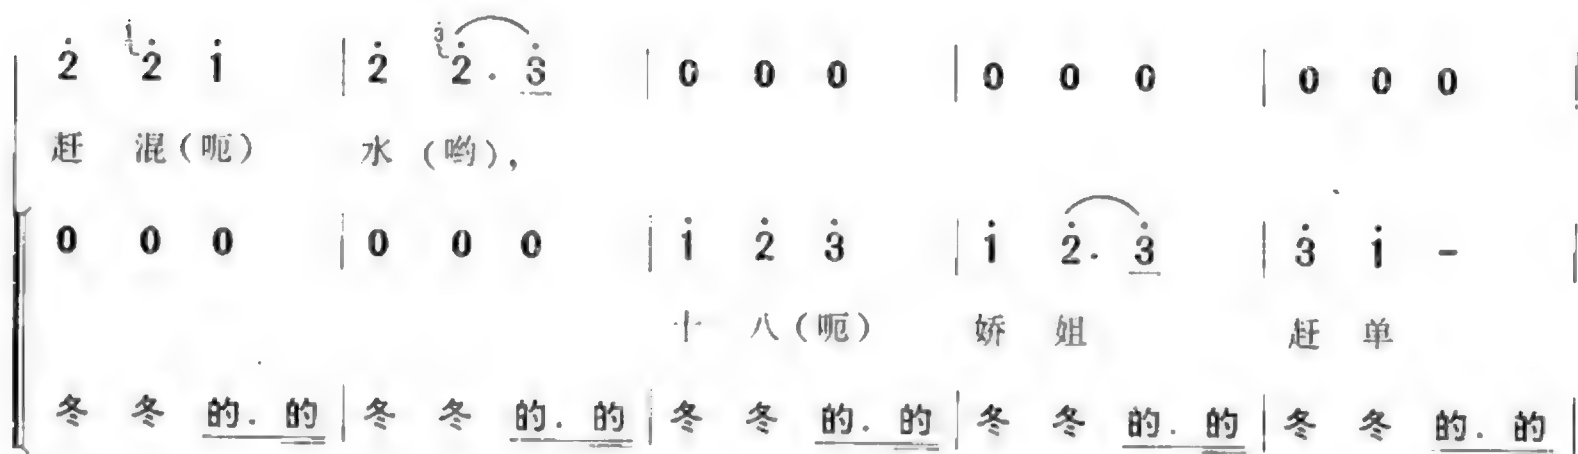 2̇ 1̇2̇ 1̇ | 2̇ 3̇2̇. 3̇ | 0 0 0 | 0 0 0 | 0 0 0 |
赶 混(呃) 水 (哟),
0 0 0 | 0 0 0 | 1̇ 2̇ 3̇ | 1̇ 2̇. 3̇ | 3̇ 1̇ - |
十 八(呃) 娇 姐 赶 单
冬 冬 的. 的 | 冬 冬 的. 的 | 冬 冬 的. 的 | 冬 冬 的. 的 | 冬 冬 的. 的 |